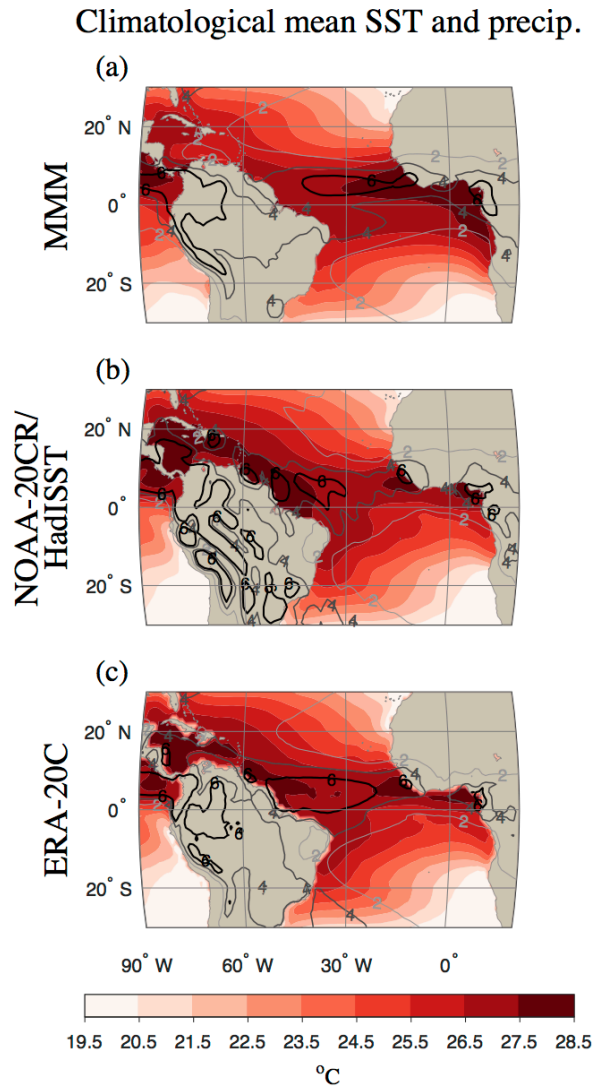 Climatological mean SST and precip.
(a)
MMM
20° N
0°
20° S
(b)
NOAA-20CR/
HadISST
20° N
0°
20° S
(c)
ERA-20C
20° N
0°
20° S
90° W 60° W 30° W 0°
19.5 20.5 21.5 22.5 23.5 24.5 25.5 26.5 27.5 28.5
°C